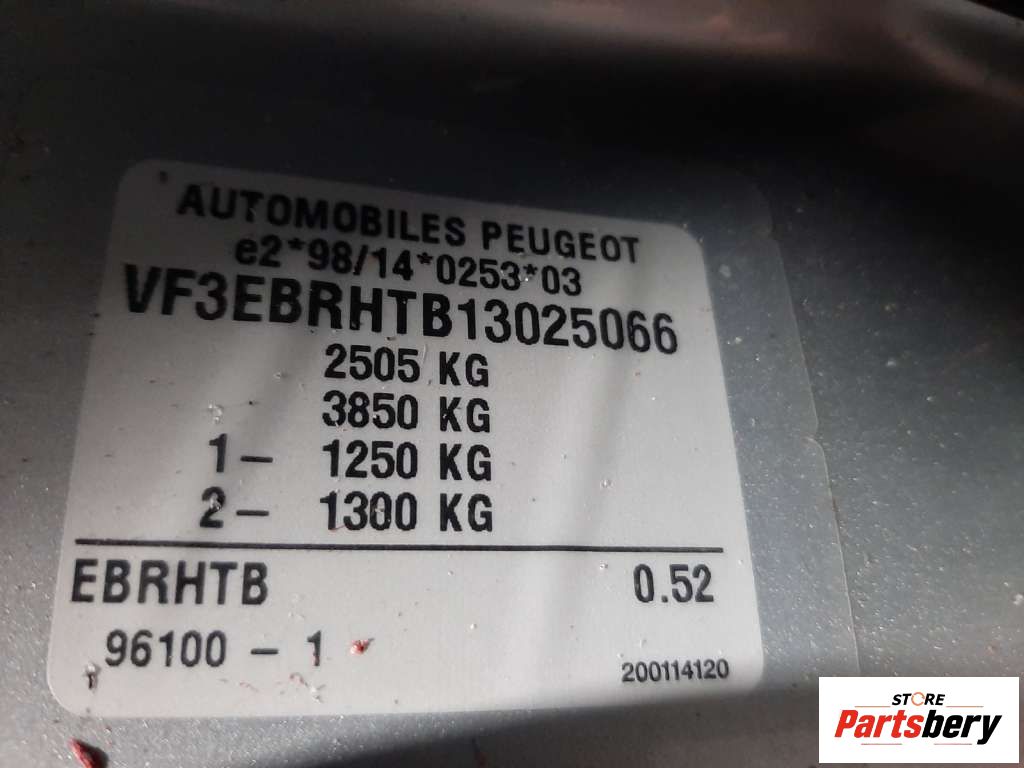 AUTOMOBILES PEUGEOT
e2*98/14*0253*03
VF3EBRHTB13025066
2505 KG
3850 KG
1- 1250 KG
2- 1300 KG
EBRHTB 0.52
96100 - 1
200114120
STORE
Partsbery